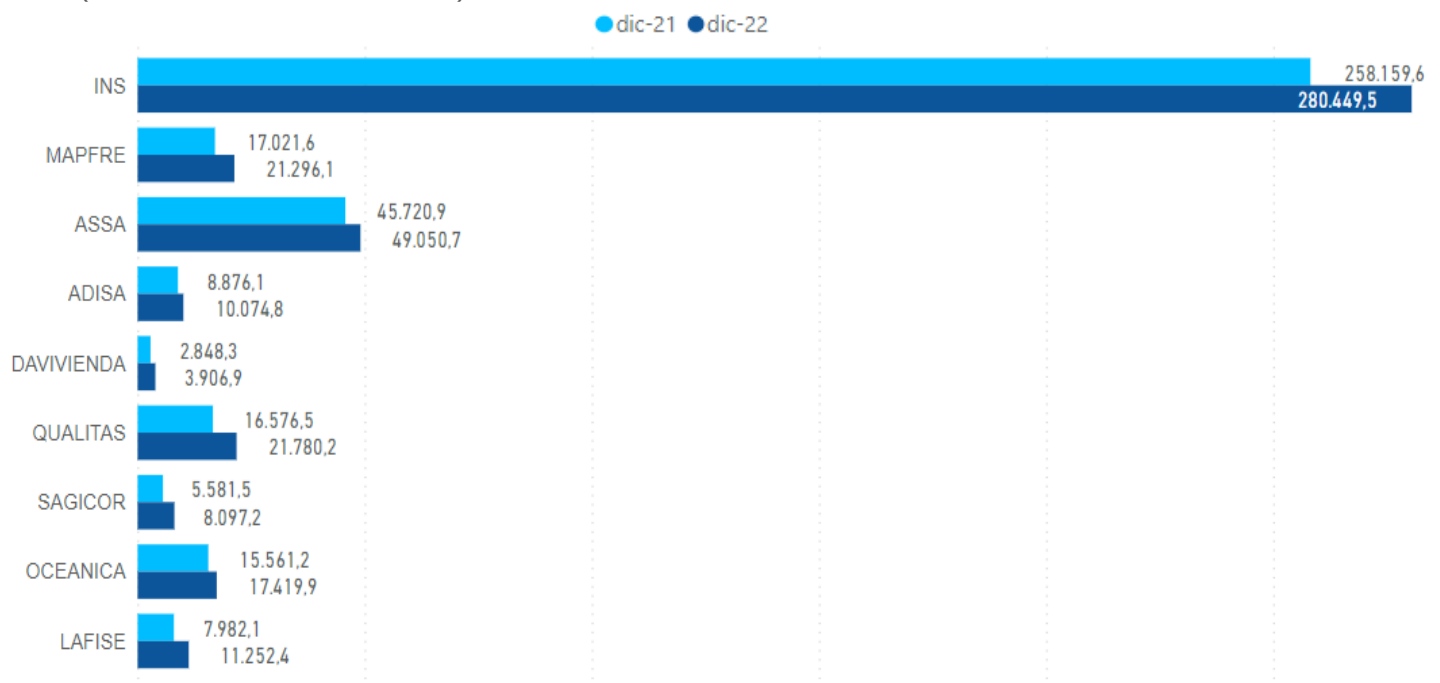 dic-21 dic-22
INS
258.159,6
280.449,5
MAPFRE
17.021,6
21.296,1
ASSA
45.720,9
49.050,7
ADISA
8.876,1
10.074,8
DAVIVIENDA
2.848,3
3.906,9
QUALITAS
16.576,5
21.780,2
SAGICOR
5.581,5
8.097,2
OCEANICA
15.561,2
17.419,9
LAFISE
7.982,1
11.252,4